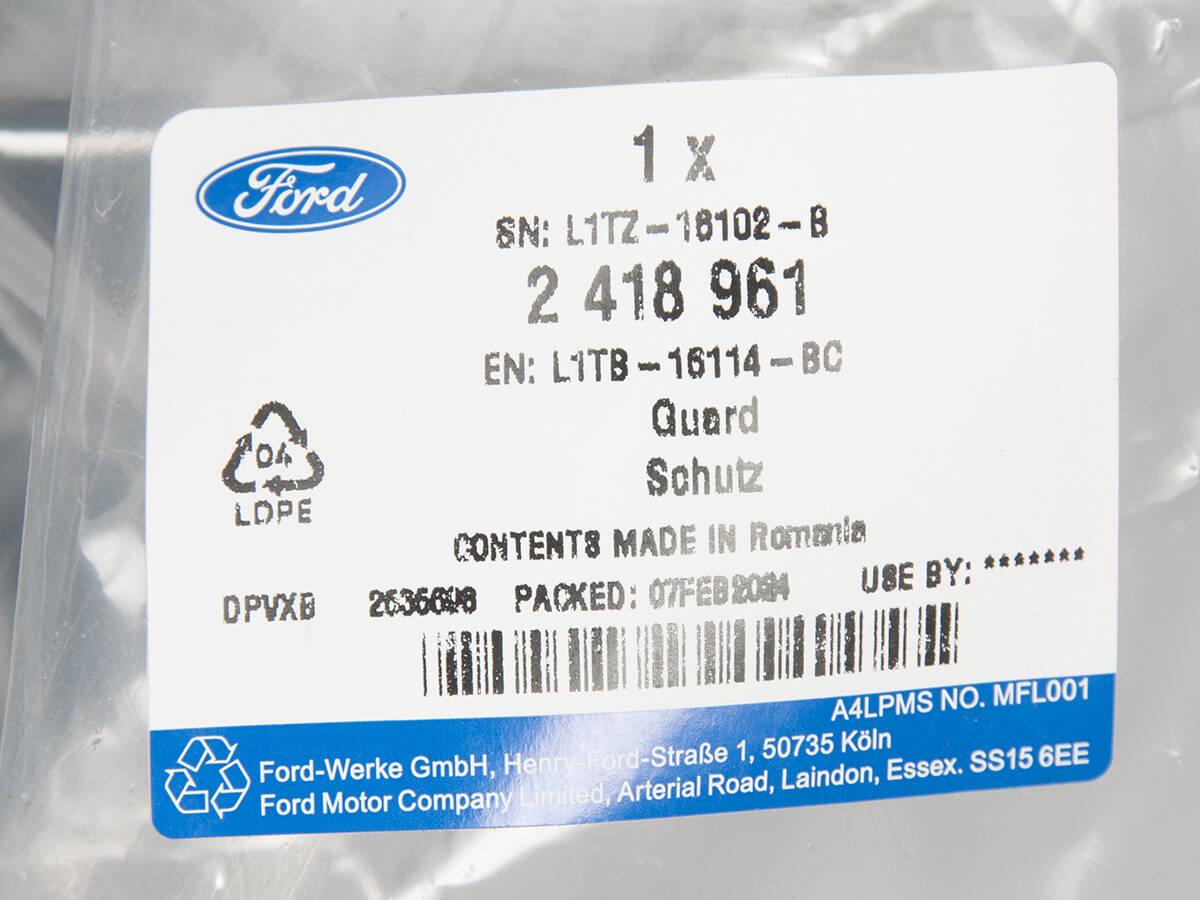 Ford
1 x
SN: L1TZ-16102-B
2 418 961
EN: L1TB-16114-BC
Guard
Schutz
04
LDPE
CONTENTS MADE IN Romania
DPVXB PACKED: 07FEB2024 USE BY: *******
A4LPMS NO. MFL001
Ford-Werke GmbH, Henry-Ford-Straße 1, 50735 Köln
Ford Motor Company Limited, Arterial Road, Laindon, Essex. SS15 6EE